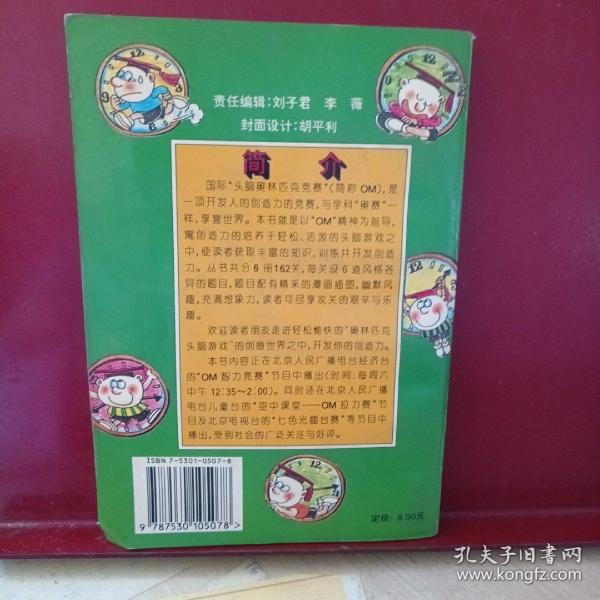 责任编辑：刘子君 李 薇
封面设计：胡平利
简 介
国际“头脑奥林匹克竞赛”（简称OM），是
一项开发人的创造力的竞赛，与学科“奥赛”一
样，享誉世界。本书就是以“OM”精神为指导，
寓创造力的培养于轻松、活泼的头脑游戏之
中，使读者获取丰富的知识，训练并开发创造
力。丛书共分6册162关，每关设6道风格各
异的题目，题目配有精采的漫画插图，幽默风
趣，充满想象力，读者可尽享攻关的艰辛与乐
趣。
欢迎读者朋友走进轻松愉快的“奥林匹克
头脑游戏”的创意世界之中，开发你的创造力。
本书内容正在北京人民广播电台经济台
的“OM智力竞赛”节目中播出（时间：每周六
中午12:35～2:00）。同时还在北京人民广播
电台儿童台的“空中课堂——OM拉力赛”节
目及北京电视台的“七色光擂台赛”等节目中
播出，受到社会的广泛关注与好评。
ISBN 7-5301-0507-8
9 787530 105078 >
定价：8.00元
孔夫子旧书网
www.kongfz.com